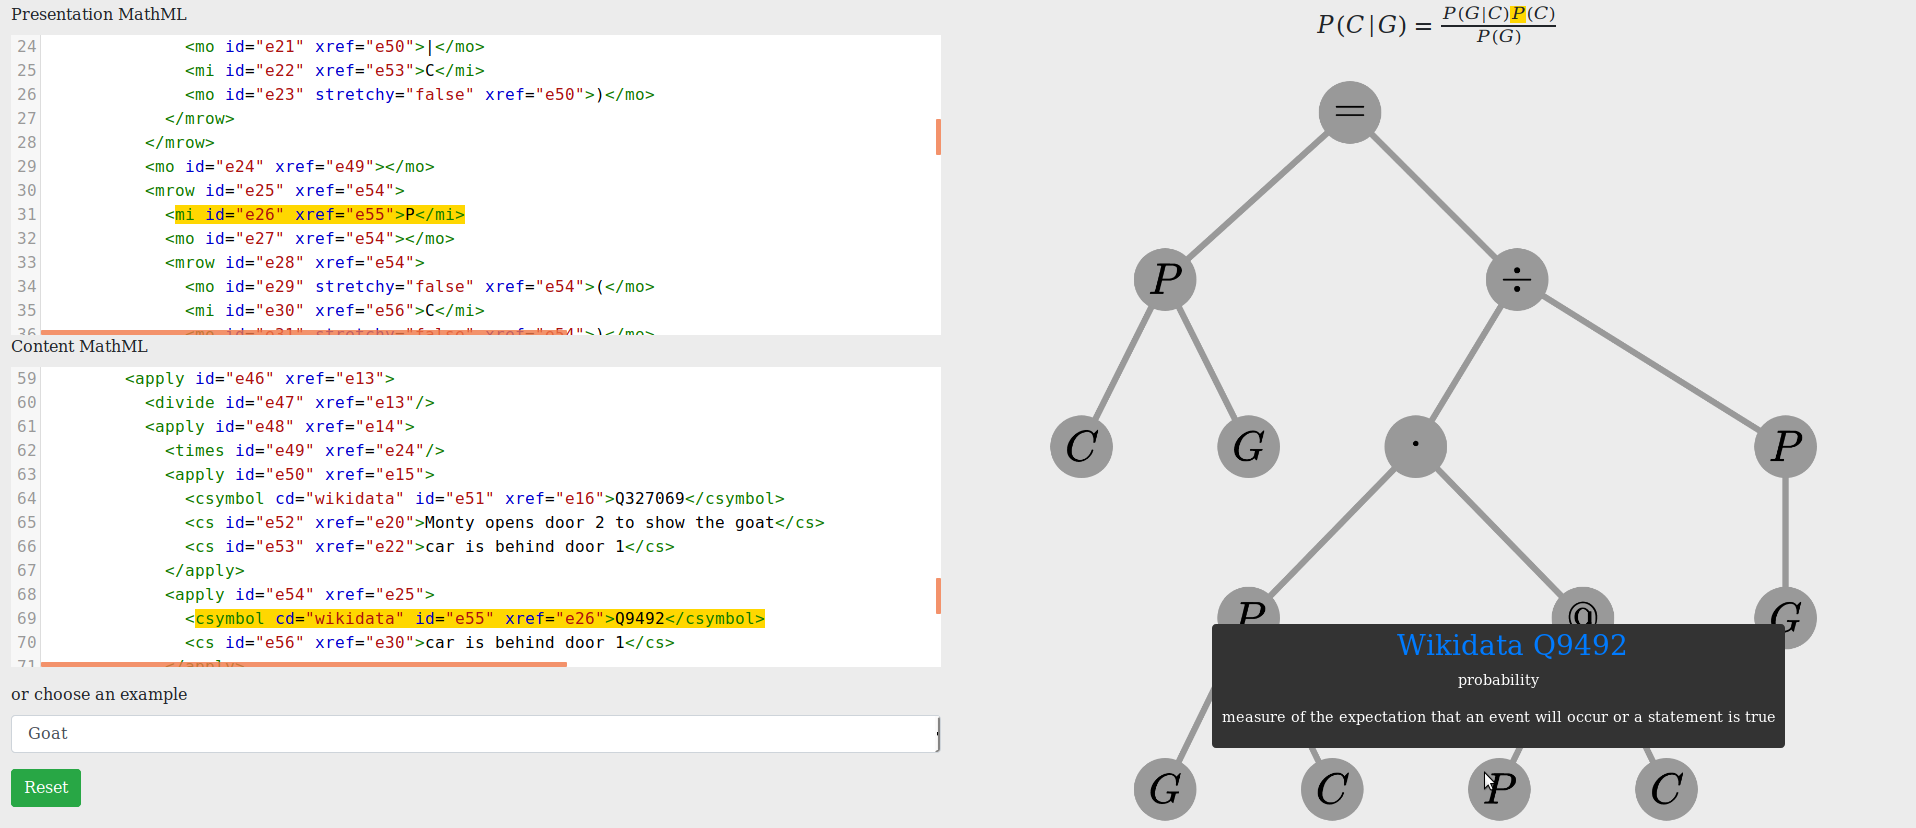 Presentation MathML
24 <mo id="e21" xref="e50">|</mo>
25 <mi id="e22" xref="e53">C</mi>
26 <mo id="e23" stretchy="false" xref="e50">)</mo>
27 </mrow>
28 </mrow>
29 <mo id="e24" xref="e49"></mo>
30 <mrow id="e25" xref="e54">
31 <mi id="e26" xref="e55">P</mi>
32 <mo id="e27" xref="e54"></mo>
33 <mrow id="e28" xref="e54">
34 <mo id="e29" stretchy="false" xref="e54">(</mo>
35 <mi id="e30" xref="e56">C</mi>
36 <mo id="e31" stretchy="false" xref="e54">)</mo>
Content MathML
59 <apply id="e46" xref="e13">
60 <divide id="e47" xref="e13"/>
61 <apply id="e48" xref="e14">
62 <times id="e49" xref="e24"/>
63 <apply id="e50" xref="e15">
64 <csymbol cd="wikidata" id="e51" xref="e16">Q327069</csymbol>
65 <cs id="e52" xref="e20">Monty opens door 2 to show the goat</cs>
66 <cs id="e53" xref="e22">car is behind door 1</cs>
67 </apply>
68 <apply id="e54" xref="e25">
69 <csymbol cd="wikidata" id="e55" xref="e26">Q9492</csymbol>
70 <cs id="e56" xref="e30">car is behind door 1</cs>
71 </apply>
or choose an example
Goat
Reset
P(C|G) = P(G|C)P(C)
P(G)
=
P ÷
C G · P
P @ G
Wikidata Q9492
probability
measure of the expectation that an event will occur or a statement is true
G C P C